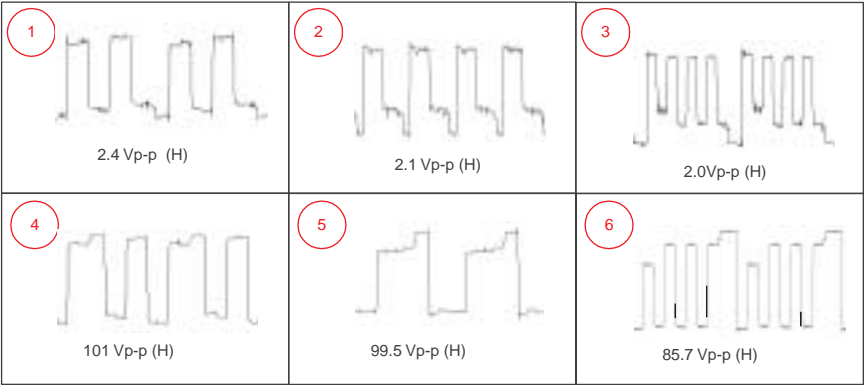 1
2.4 Vp-p (H)
2
2.1 Vp-p (H)
3
2.0Vp-p (H)
4
101 Vp-p (H)
5
99.5 Vp-p (H)
6
85.7 Vp-p (H)